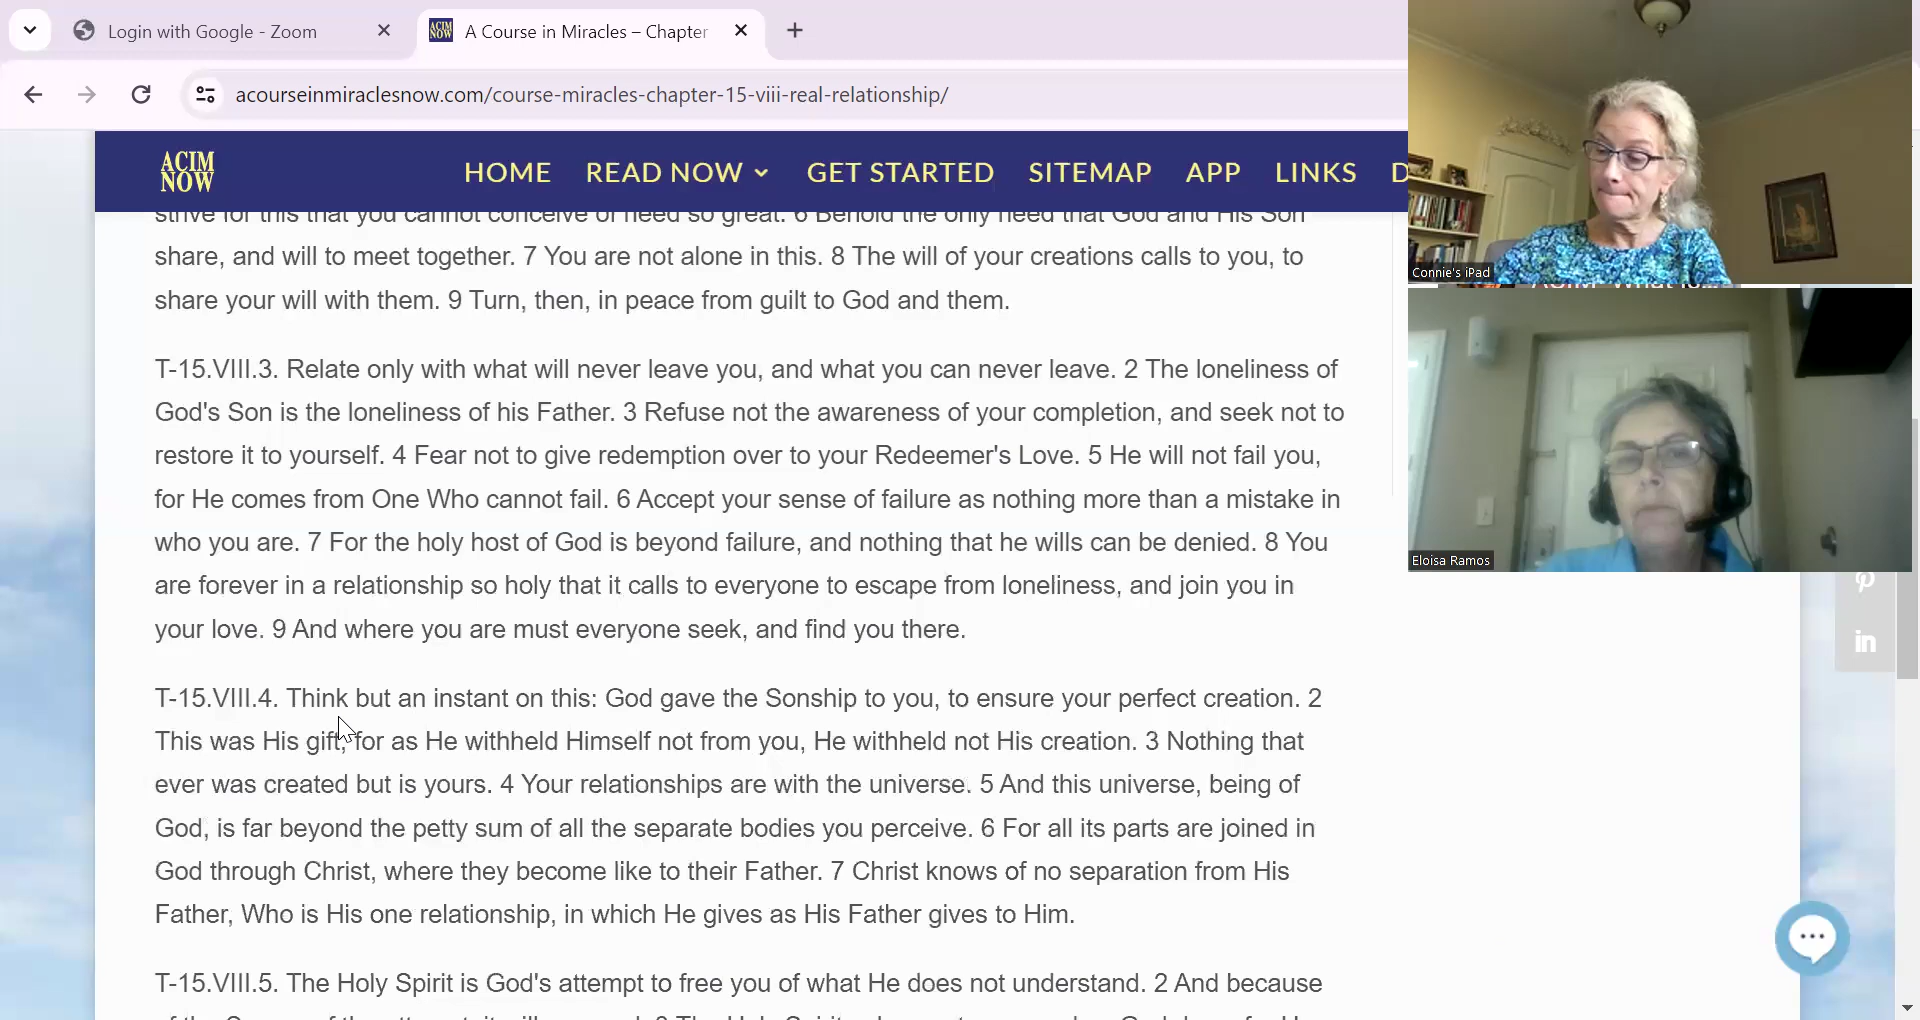 Login with Google - Zoom
ACIM NOW
A Course in Miracles – Chapter
acourseinmiraclesnow.com/course-miracles-chapter-15-viii-real-relationship/
ACIM
NOW
HOME READ NOW GET STARTED SITEMAP APP LINKS D
strive for this that you cannot conceive of need so great. 6 Behold the only need that God and His Son
share, and will to meet together. 7 You are not alone in this. 8 The will of your creations calls to you, to
share your will with them. 9 Turn, then, in peace from guilt to God and them.
T-15.VIII.3. Relate only with what will never leave you, and what you can never leave. 2 The loneliness of
God's Son is the loneliness of his Father. 3 Refuse not the awareness of your completion, and seek not to
restore it to yourself. 4 Fear not to give redemption over to your Redeemer's Love. 5 He will not fail you,
for He comes from One Who cannot fail. 6 Accept your sense of failure as nothing more than a mistake in
who you are. 7 For the holy host of God is beyond failure, and nothing that he wills can be denied. 8 You
are forever in a relationship so holy that it calls to everyone to escape from loneliness, and join you in
your love. 9 And where you are must everyone seek, and find you there.
T-15.VIII.4. Think but an instant on this: God gave the Sonship to you, to ensure your perfect creation. 2
This was His gift, for as He withheld Himself not from you, He withheld not His creation. 3 Nothing that
ever was created but is yours. 4 Your relationships are with the universe. 5 And this universe, being of
God, is far beyond the petty sum of all the separate bodies you perceive. 6 For all its parts are joined in
God through Christ, where they become like to their Father. 7 Christ knows of no separation from His
Father, Who is His one relationship, in which He gives as His Father gives to Him.
T-15.VIII.5. The Holy Spirit is God's attempt to free you of what He does not understand. 2 And because
Connie's iPad
Eloisa Ramos
in